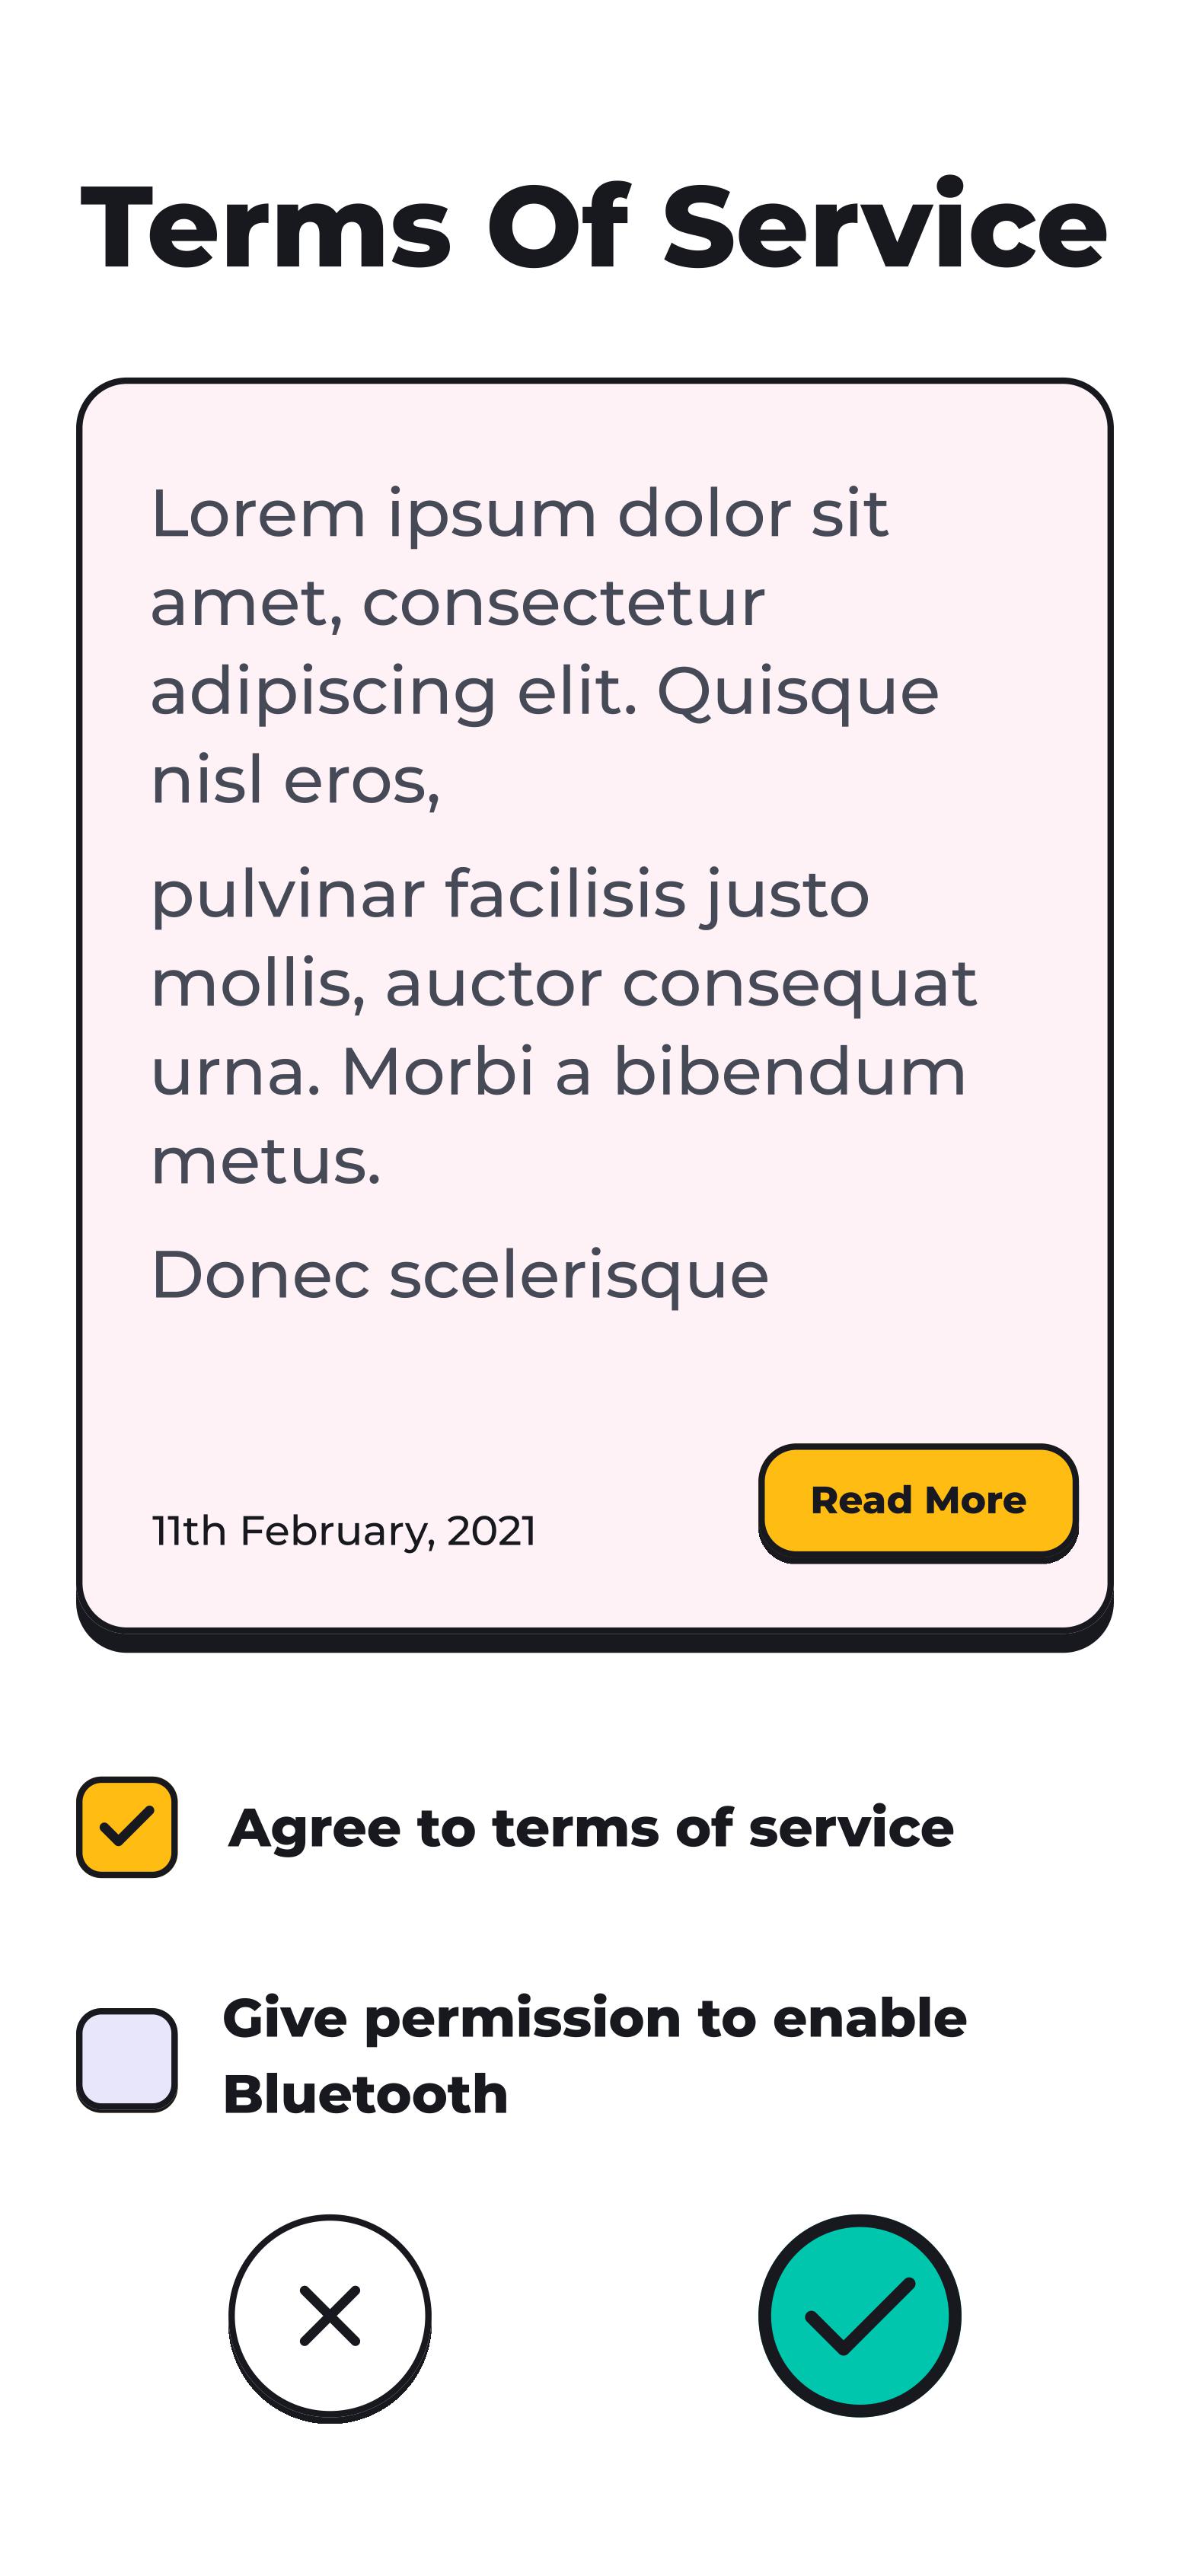 Terms Of Service
Lorem ipsum dolor sit
amet, consectetur
adipiscing elit. Quisque
nisl eros,
pulvinar facilisis justo
mollis, auctor consequat
urna. Morbi a bibendum
metus.
Donec scelerisque
11th February, 2021
Read More
Agree to terms of service
Give permission to enable
Bluetooth